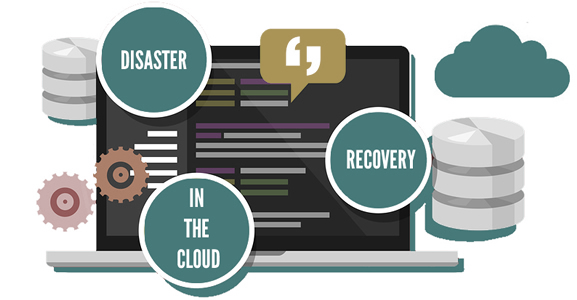 DISASTER
RECOVERY
IN
THE
CLOUD